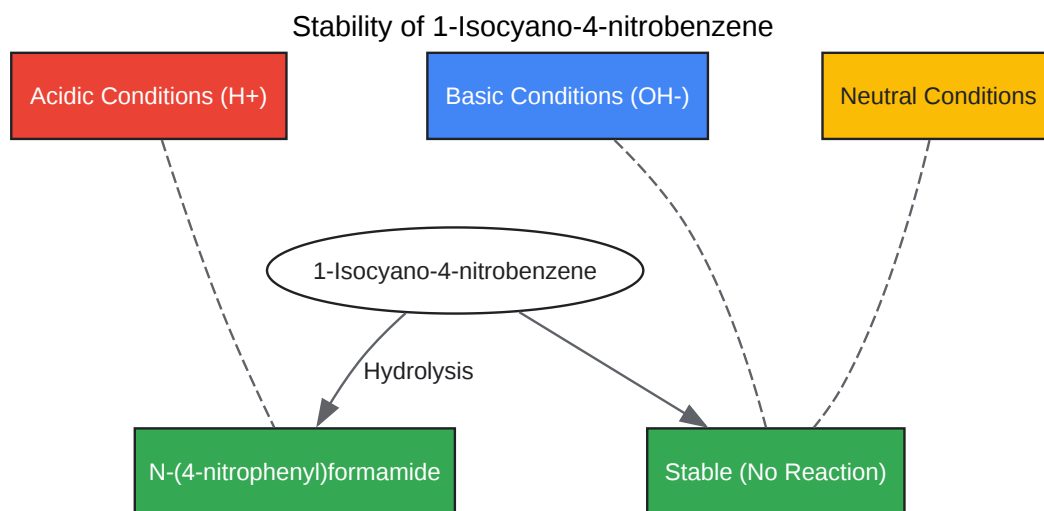 Stability of 1-Isocyano-4-nitrobenzene
Acidic Conditions (H+)
Basic Conditions (OH-)
Neutral Conditions
1-Isocyano-4-nitrobenzene
Hydrolysis
N-(4-nitrophenyl)formamide
Stable (No Reaction)